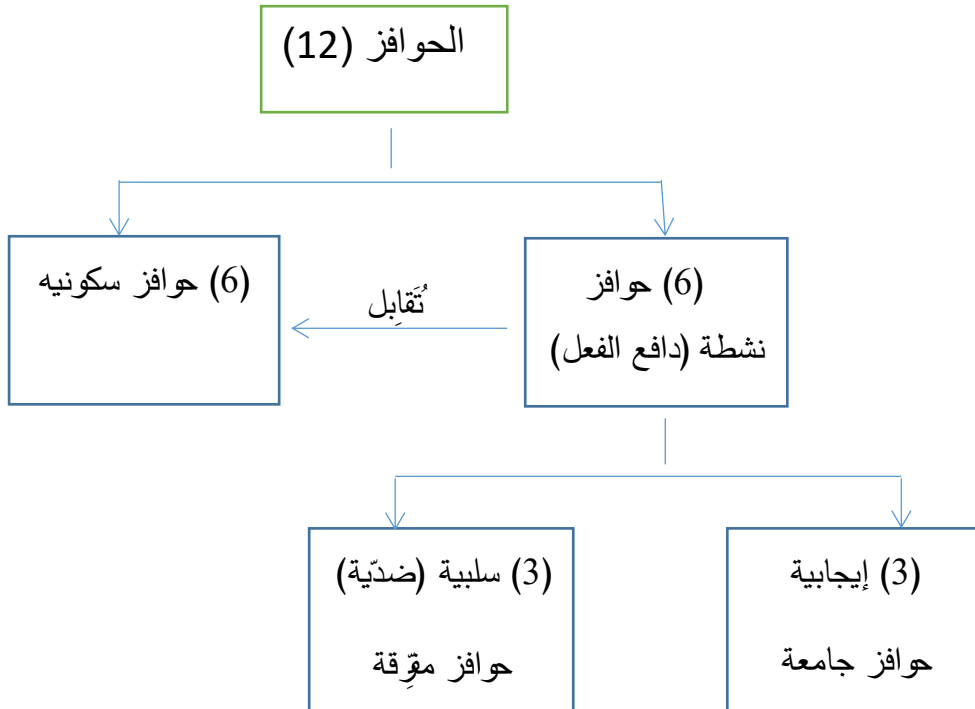 الحوافز (12)
(6) حوافز
نشطة (دافع الفعل)
تُقابِل
(6) حوافز سكونيه
(3) إيجابية
حوافز جامعة
(3) سلبية (ضدّية)
حوافز مفرِّقة